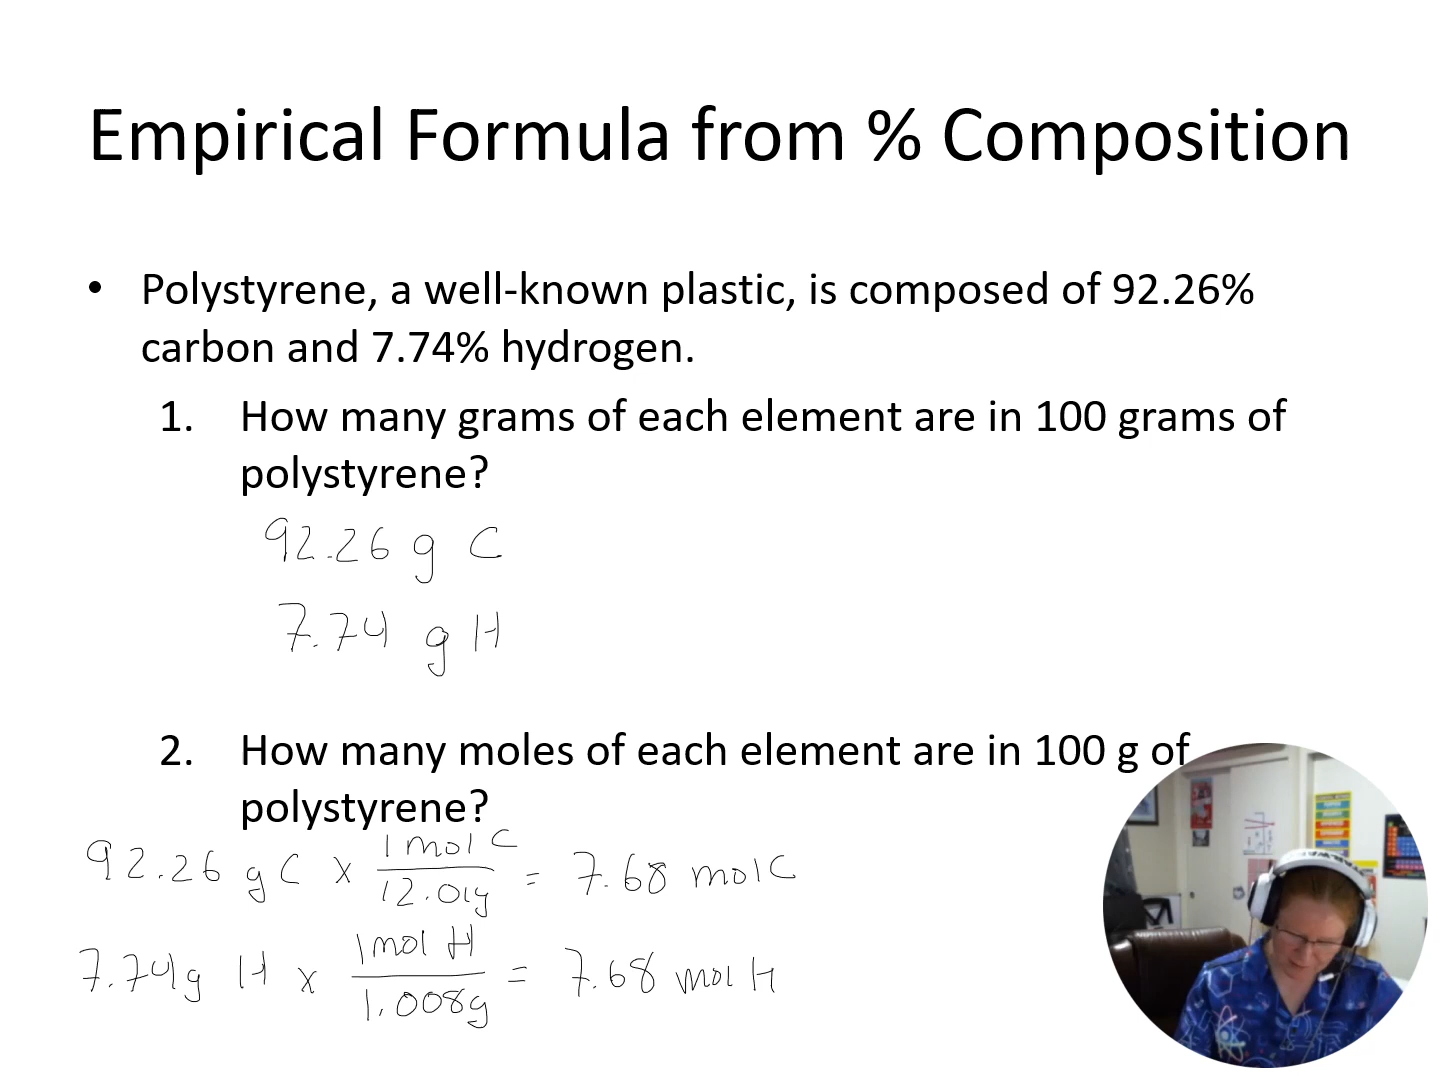 Empirical Formula from % Composition
• Polystyrene, a well-known plastic, is composed of 92.26%
carbon and 7.74% hydrogen.
1. How many grams of each element are in 100 grams of
polystyrene?
92.26 g C
7.74 g H
2. How many moles of each element are in 100 g of
polystyrene?
92.26 g C x 1 mol C / 12.01g = 7.68 mol C
7.74g H x 1 mol H / 1.008g = 7.68 mol H